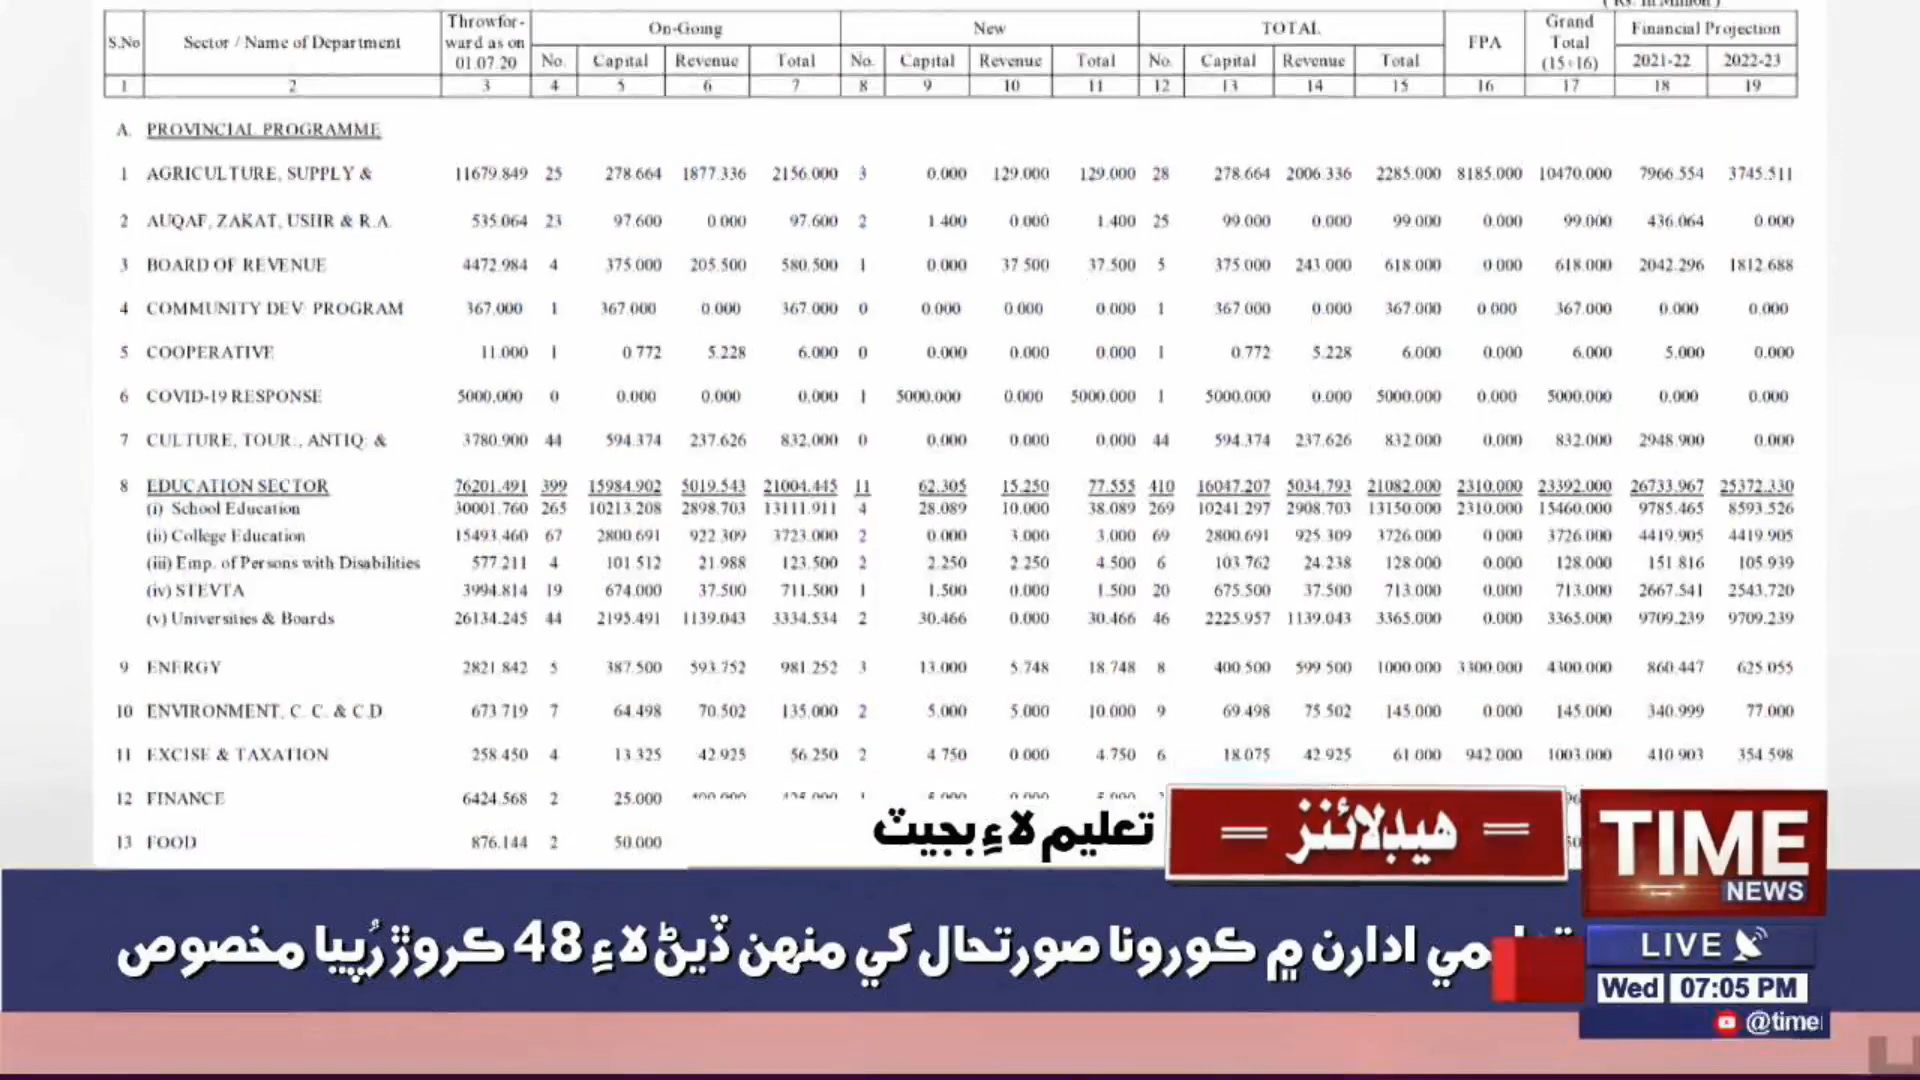 ( Rs. In Million )
S.No Sector / Name of Department Throwfor-ward as on 01.07.20 On-Going New TOTAL FPA Grand Total (15+16) Financial Projection
No. Capital Revenue Total No. Capital Revenue Total No. Capital Revenue Total 2021-22 2022-23
1 2 3 4 5 6 7 8 9 10 11 12 13 14 15 16 17 18 19
A. PROVINCIAL PROGRAMME
1 AGRICULTURE, SUPPLY & 11679.849 25 278.664 1877.336 2156.000 3 0.000 129.000 129.000 28 278.664 2006.336 2285.000 8185.000 10470.000 7966.554 3745.511
2 AUQAF, ZAKAT, USHR & R.A. 535.064 23 97.600 0.000 97.600 2 1.400 0.000 1.400 25 99.000 0.000 99.000 0.000 99.000 436.064 0.000
3 BOARD OF REVENUE 4472.984 4 375.000 205.500 580.500 1 0.000 37.500 37.500 5 375.000 243.000 618.000 0.000 618.000 2042.296 1812.688
4 COMMUNITY DEV. PROGRAM 367.000 1 367.000 0.000 367.000 0 0.000 0.000 0.000 1 367.000 0.000 367.000 0.000 367.000 0.000 0.000
5 COOPERATIVE 11.000 1 0.772 5.228 6.000 0 0.000 0.000 0.000 1 0.772 5.228 6.000 0.000 6.000 5.000 0.000
6 COVID-19 RESPONSE 5000.000 0 0.000 0.000 0.000 1 5000.000 0.000 5000.000 1 5000.000 0.000 5000.000 0.000 5000.000 0.000 0.000
7 CULTURE, TOUR., ANTIQ. & 3780.900 44 594.374 237.626 832.000 0 0.000 0.000 0.000 44 594.374 237.626 832.000 0.000 832.000 2948.900 0.000
8 EDUCATION SECTOR 76201.491 399 15984.902 5019.543 21004.445 11 62.305 15.250 77.555 410 16047.207 5034.793 21082.000 2310.000 23392.000 26733.967 25372.330
(i) School Education 30001.760 265 10213.208 2898.703 13111.911 4 28.089 10.000 38.089 269 10241.297 2908.703 13150.000 2310.000 15460.000 9785.465 8593.526
(ii) College Education 15493.460 67 2800.691 922.309 3723.000 2 0.000 3.000 3.000 69 2800.691 925.309 3726.000 0.000 3726.000 4419.905 4419.905
(iii) Emp. of Persons with Disabilities 577.211 4 101.512 21.988 123.500 2 2.250 2.250 4.500 6 103.762 24.238 128.000 0.000 128.000 151.816 105.939
(iv) STEVTA 3994.814 19 674.000 37.500 711.500 1 1.500 0.000 1.500 20 675.500 37.500 713.000 0.000 713.000 2667.541 2543.720
(v) Universities & Boards 26134.245 44 2195.491 1139.043 3334.534 2 30.466 0.000 30.466 46 2225.957 1139.043 3365.000 0.000 3365.000 9709.239 9709.239
9 ENERGY 2821.842 5 387.500 593.752 981.252 3 13.000 5.748 18.748 8 400.500 599.500 1000.000 3300.000 4300.000 860.447 625.055
10 ENVIRONMENT, C. C. & C.D. 673.719 7 64.498 70.502 135.000 2 5.000 5.000 10.000 9 69.498 75.502 145.000 0.000 145.000 340.999 77.000
11 EXCISE & TAXATION 258.450 4 13.325 42.925 56.250 2 4.750 0.000 4.750 6 18.075 42.925 61.000 942.000 1003.000 410.903 354.598
12 FINANCE 6424.568 2 25.000
13 FOOD 876.144 2 50.000
تعليم لاءِ بجيٽ
هيڊلائنز
TIME
NEWS
ادارن ۾ ڪورونا صورتحال کي منهن ڏيڻ لاءِ 48 ڪروڙ رُپيا مخصوص
LIVE
Wed 07:05 PM
@time